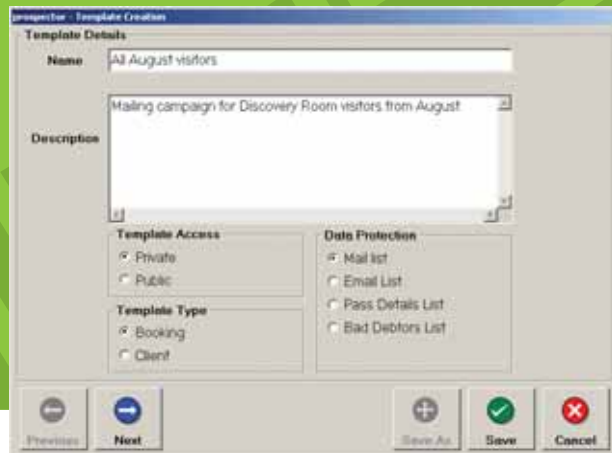 prospector - Template Creation
Template Details
Name
All August visitors
Description
Mailing campaign for Discovery Room visitors from August
Template Access
Private
Public
Template Type
Booking
Client
Data Protection
Mail list
Email List
Pass Details List
Bad Debtors List
Previous
Next
Save As
Save
Cancel